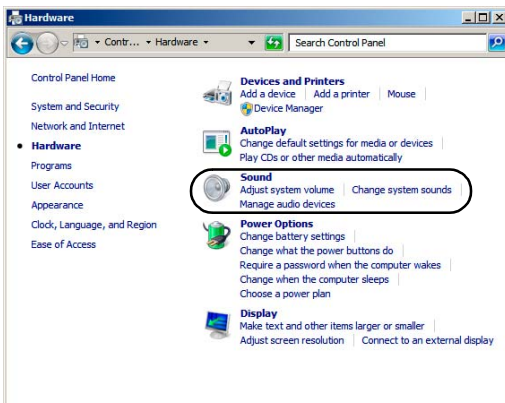 Hardware
Contr... Hardware Search Control Panel
Control Panel Home
System and Security
Network and Internet
Hardware
Programs
User Accounts
Appearance
Clock, Language, and Region
Ease of Access
Devices and Printers
Add a device Add a printer Mouse
Device Manager
AutoPlay
Change default settings for media or devices
Play CDs or other media automatically
Sound
Adjust system volume Change system sounds
Manage audio devices
Power Options
Change battery settings
Change what the power buttons do
Require a password when the computer wakes
Change when the computer sleeps
Choose a power plan
Display
Make text and other items larger or smaller
Adjust screen resolution Connect to an external display